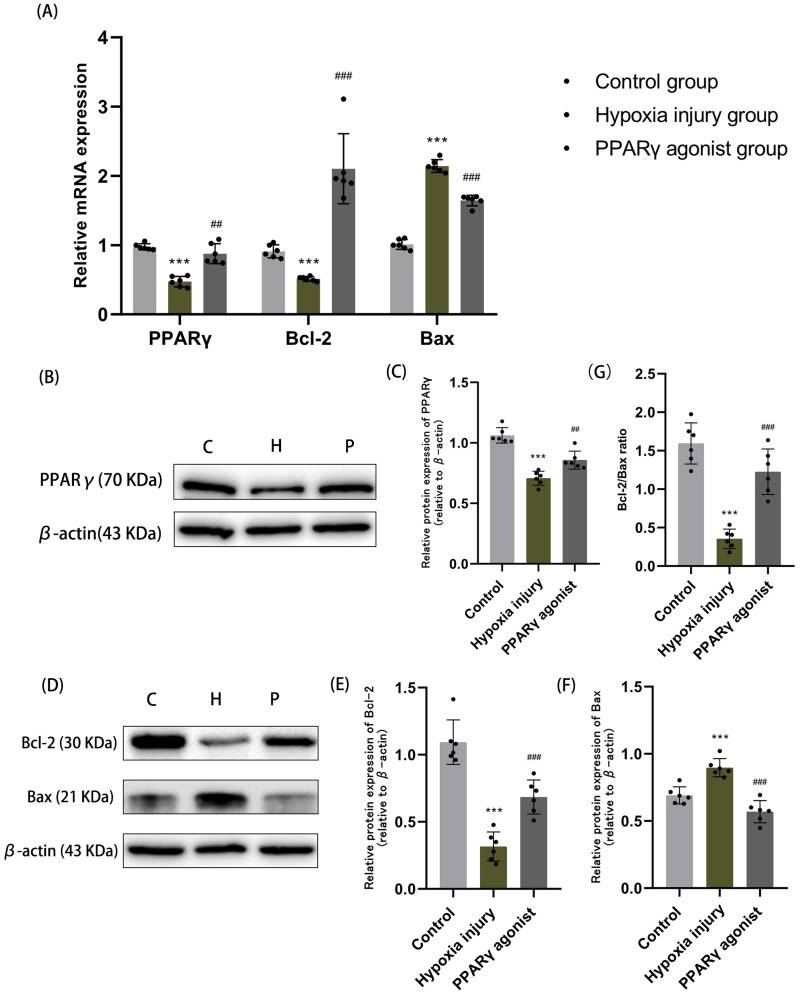 (A)
Relative mRNA expression
4
3
2
1
0
##
***
###
***
***
###
PPARγ
Bcl-2
Bax
Control group
Hypoxia injury group
PPARγ agonist group
(B)
C H P
PPARγ (70 KDa)
β-actin(43 KDa)
(C)
Relative protein expression of PPARγ
(relative to β-actin)
1.5
1.0
0.5
0.0
***
##
Control
Hypoxia injury
PPARγ agonist
(G)
Bcl-2/Bax ratio
2.5
2.0
1.5
1.0
0.5
0.0
***
###
Control
Hypoxia injury
PPARγ agonist
(D)
C H P
Bcl-2 (30 KDa)
Bax (21 KDa)
β-actin (43 KDa)
(E)
Relative protein expression of Bcl-2
(relative to β-actin)
1.5
1.0
0.5
0.0
***
###
Control
Hypoxia injury
PPARγ agonist
(F)
Relative protein expression of Bax
(relative to β-actin)
1.5
1.0
0.5
0.0
***
###
Control
Hypoxia injury
PPARγ agonist